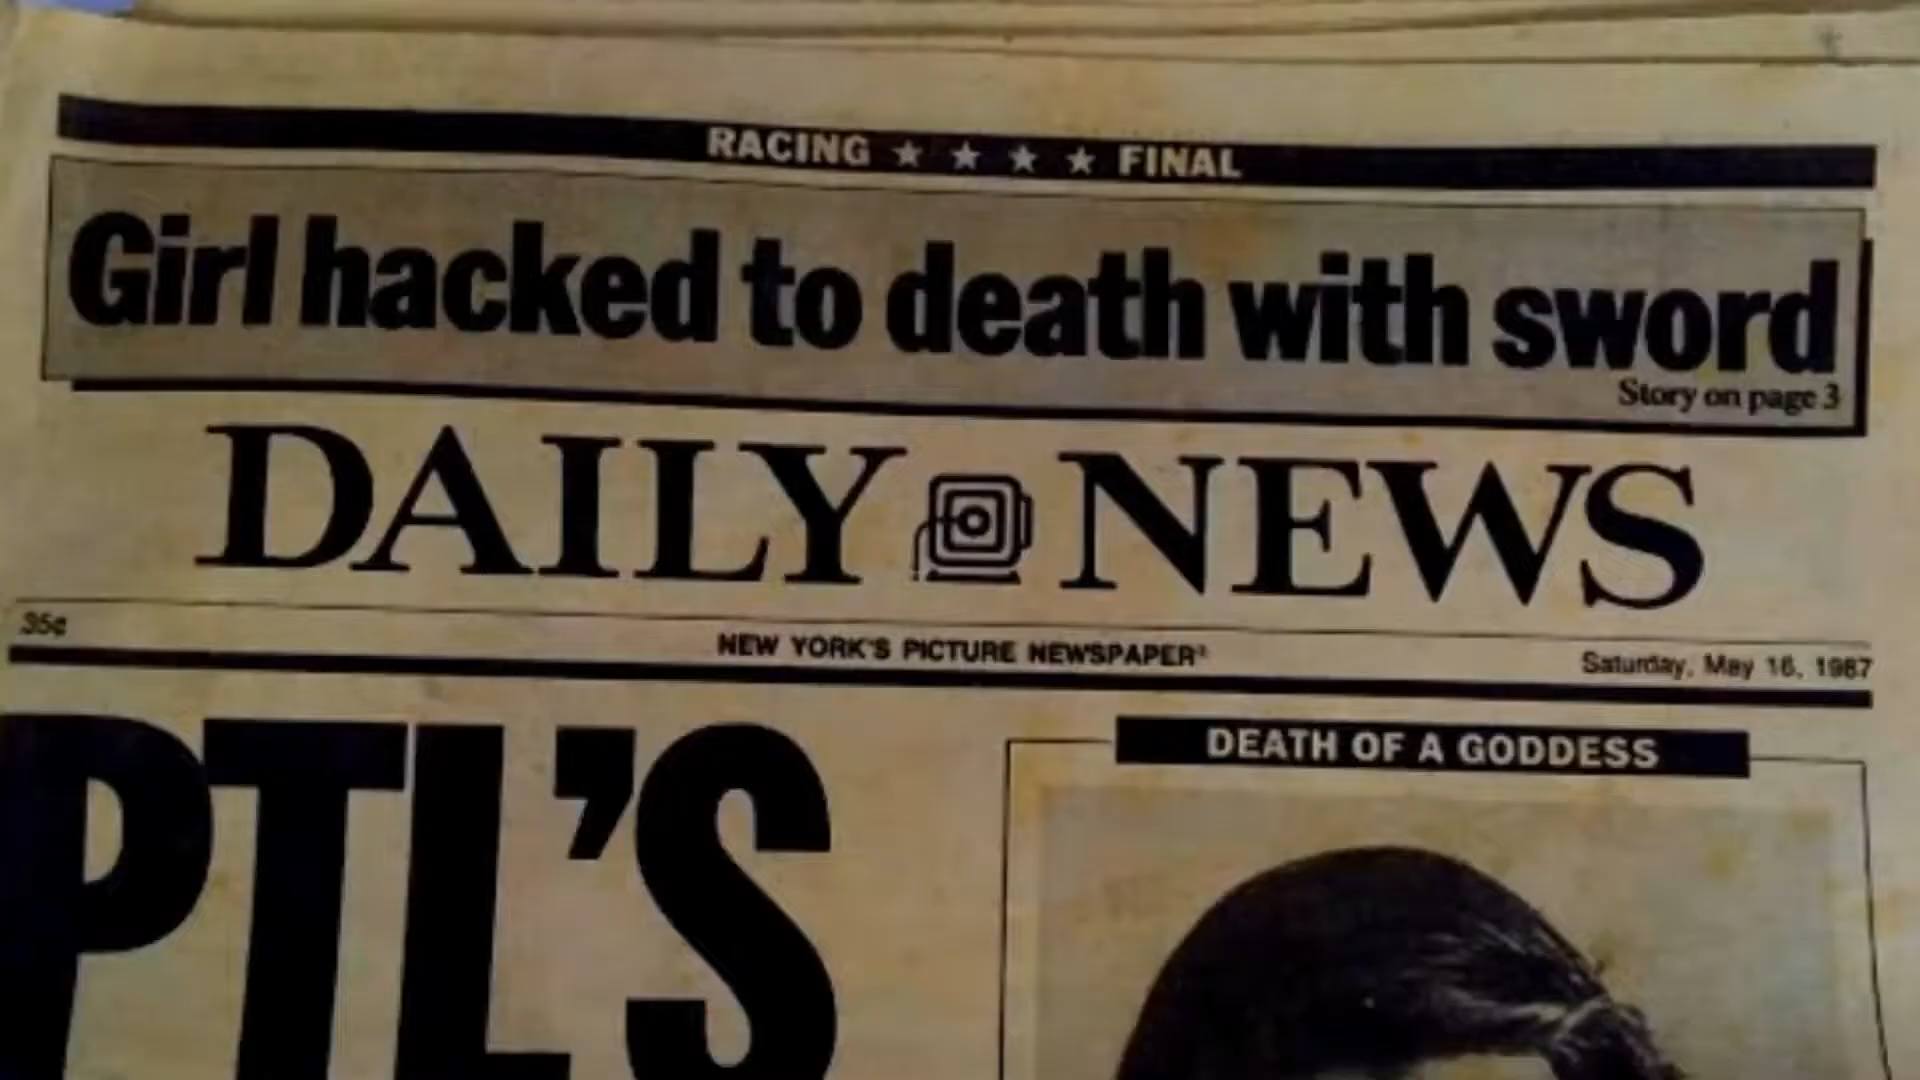 RACING ★ ★ ★ ★ FINAL
Girl hacked to death with sword
Story on page 3
DAILY NEWS
35¢
NEW YORK'S PICTURE NEWSPAPER®
Saturday, May 16, 1987
PTL'S
DEATH OF A GODDESS